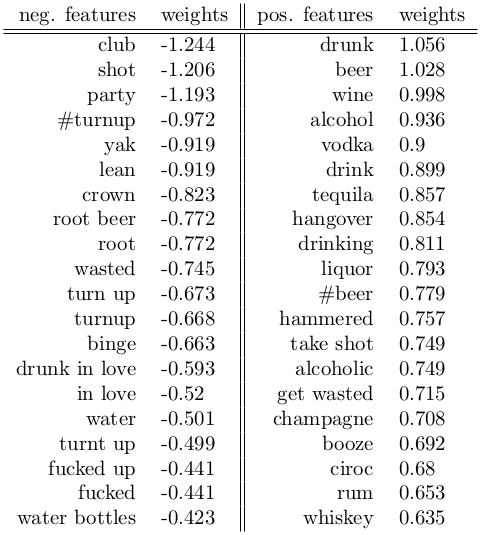 neg. features weights pos. features weights
club -1.244 drunk 1.056
shot -1.206 beer 1.028
party -1.193 wine 0.998
#turnup -0.972 alcohol 0.936
yak -0.919 vodka 0.9
lean -0.919 drink 0.899
crown -0.823 tequila 0.857
root beer -0.772 hangover 0.854
root -0.772 drinking 0.811
wasted -0.745 liquor 0.793
turn up -0.673 #beer 0.779
turnup -0.668 hammered 0.757
binge -0.663 take shot 0.749
drunk in love -0.593 alcoholic 0.749
in love -0.52 get wasted 0.715
water -0.501 champagne 0.708
turnt up -0.499 booze 0.692
fucked up -0.441 ciroc 0.68
fucked -0.441 rum 0.653
water bottles -0.423 whiskey 0.635